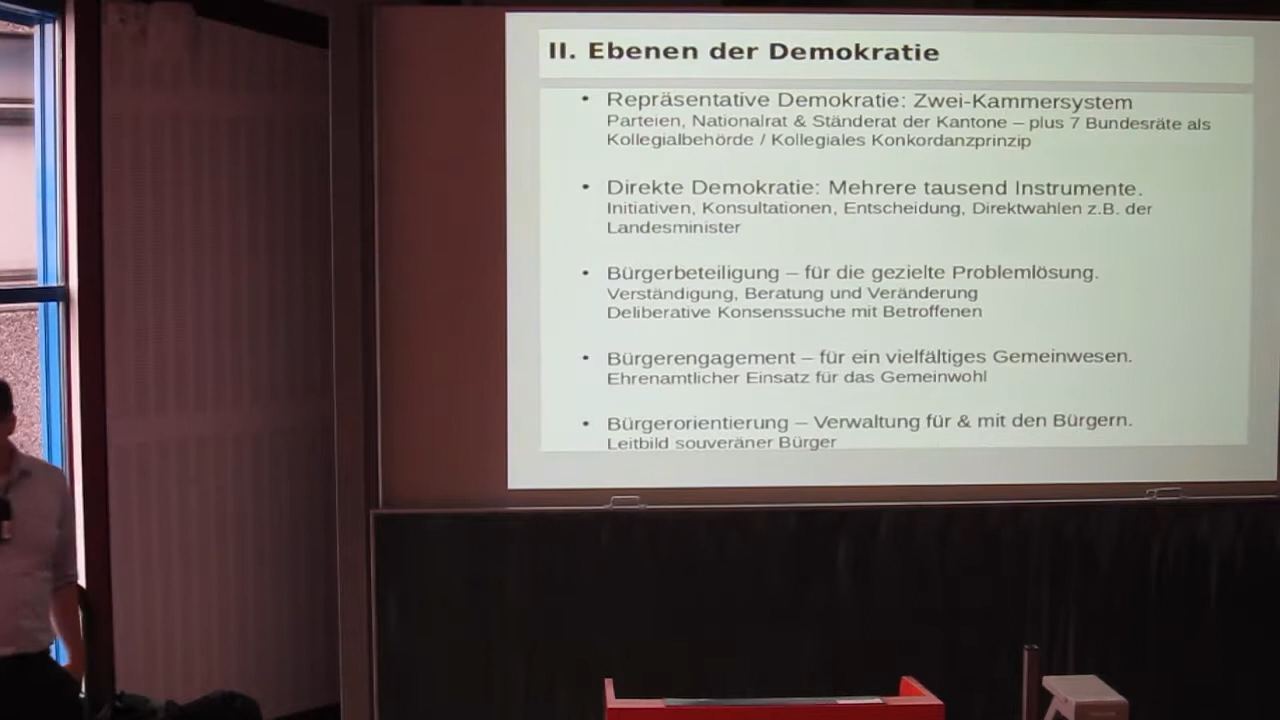 II. Ebenen der Demokratie
• Repräsentative Demokratie: Zwei-Kammersystem
Parteien, Nationalrat & Ständerat der Kantone – plus 7 Bundesräte als
Kollegialbehörde / Kollegiales Konkordanzprinzip
• Direkte Demokratie: Mehrere tausend Instrumente.
Initiativen, Konsultationen, Entscheidung, Direktwahlen z.B. der
Landesminister
• Bürgerbeteiligung – für die gezielte Problemlösung.
Verständigung, Beratung und Veränderung
Deliberative Konsenssuche mit Betroffenen
• Bürgerengagement – für ein vielfältiges Gemeinwesen.
Ehrenamtlicher Einsatz für das Gemeinwohl
• Bürgerorientierung – Verwaltung für & mit den Bürgern.
Leitbild souveräner Bürger